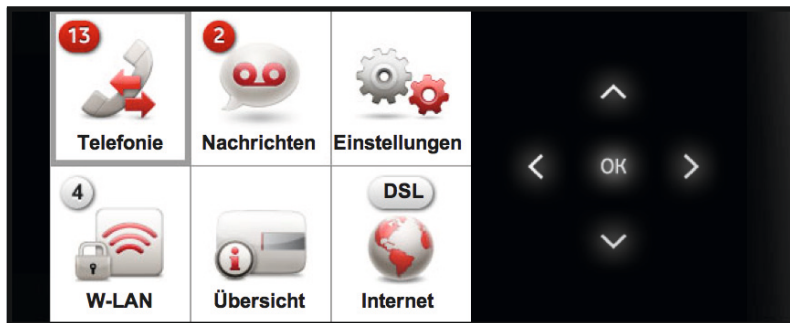 13
2
Telefonie
Nachrichten
Einstellungen
OK
4
DSL
W-LAN
Übersicht
Internet